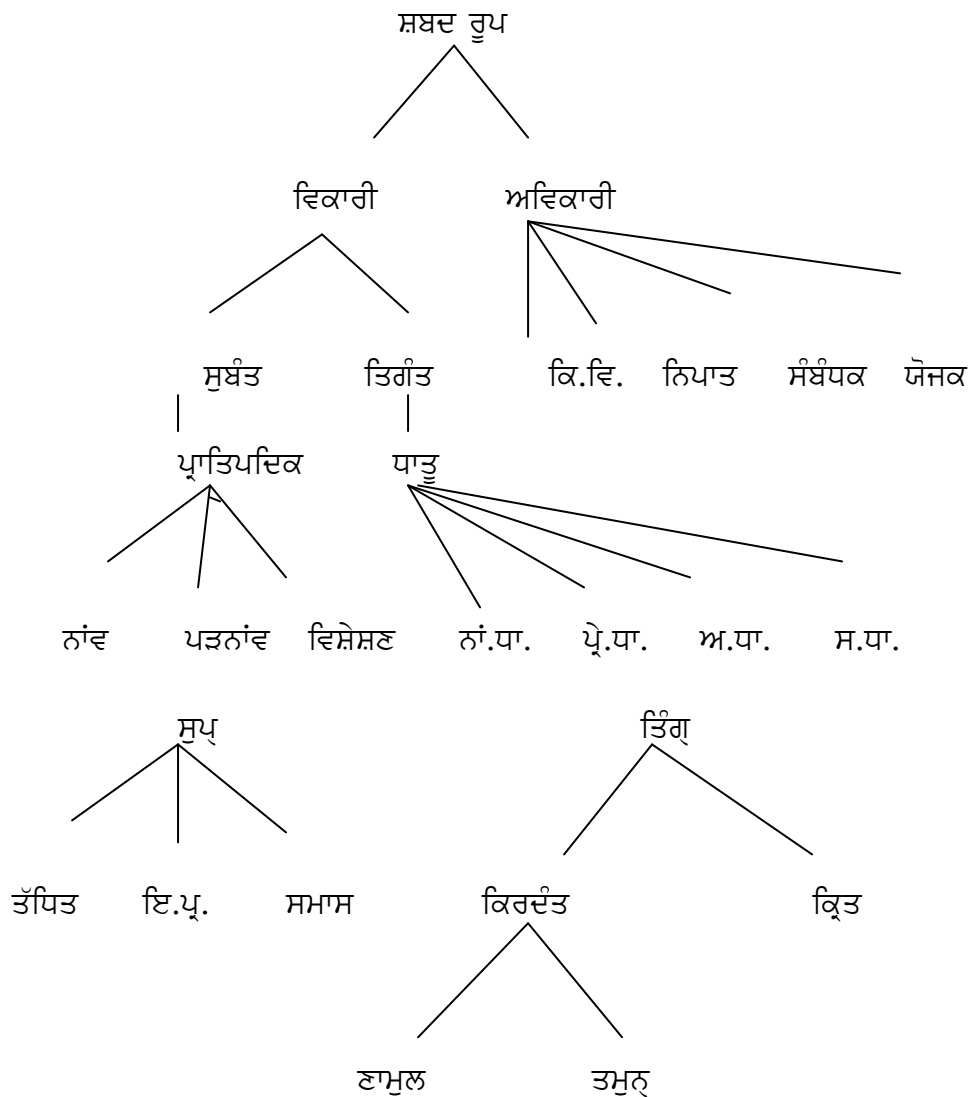 ਸ਼ਬਦ ਰੂਪ
ਵਿਕਾਰੀ ਅਵਿਕਾਰੀ
ਸੁਬੰਤ ਤਿਗੰਤ ਕਿ.ਵਿ. ਨਿਪਾਤ ਸੰਬੰਧਕ ਯੋਜਕ
ਪ੍ਰਾਤਿਪਦਿਕ ਧਾਤੂ
ਨਾਂਵ ਪੜਨਾਂਵ ਵਿਸ਼ੇਸ਼ਣ ਨਾਂ.ਧਾ. ਪ੍ਰੇ.ਧਾ. ਅ.ਧਾ. ਸ.ਧਾ.
ਸੁਪ੍ ਤਿੰਗ੍
ਤੱਧਿਤ ਇ.ਪ੍ਰ. ਸਮਾਸ ਕਿਰਦੰਤ ਕ੍ਰਿਤ
ਣਾਮੁਲ ਤਮੁਨ੍